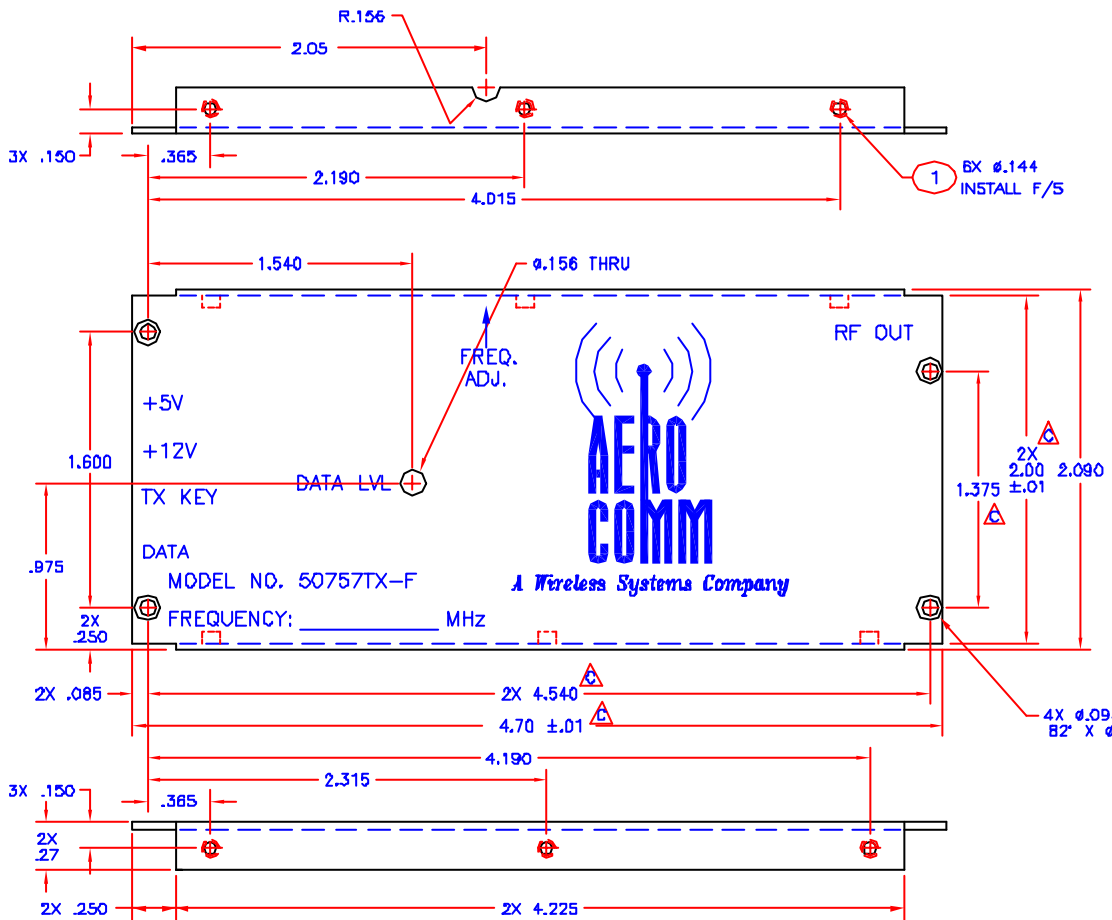 R.156
2.05
3X .150
.365
2.190
4.015
1
6X ø.144
INSTALL F/S
1.540
ø.156 THRU
RF OUT
FREQ.
ADJ.
+5V
+12V
TX KEY
DATA
DATA LVL
AERO
COMM
A Wireless Systems Company
MODEL NO. 50757TX-F
FREQUENCY: __________ MHz
1.600
.975
2X
.250
C
2X
2.00
±.01
2.090
1.375
C
2X .085
2X 4.540
C
4.70 ±.01
C
4X ø.09
82° X ø
4.190
2.315
3X .150
.365
2X
.27
2X .250
2X 4.225